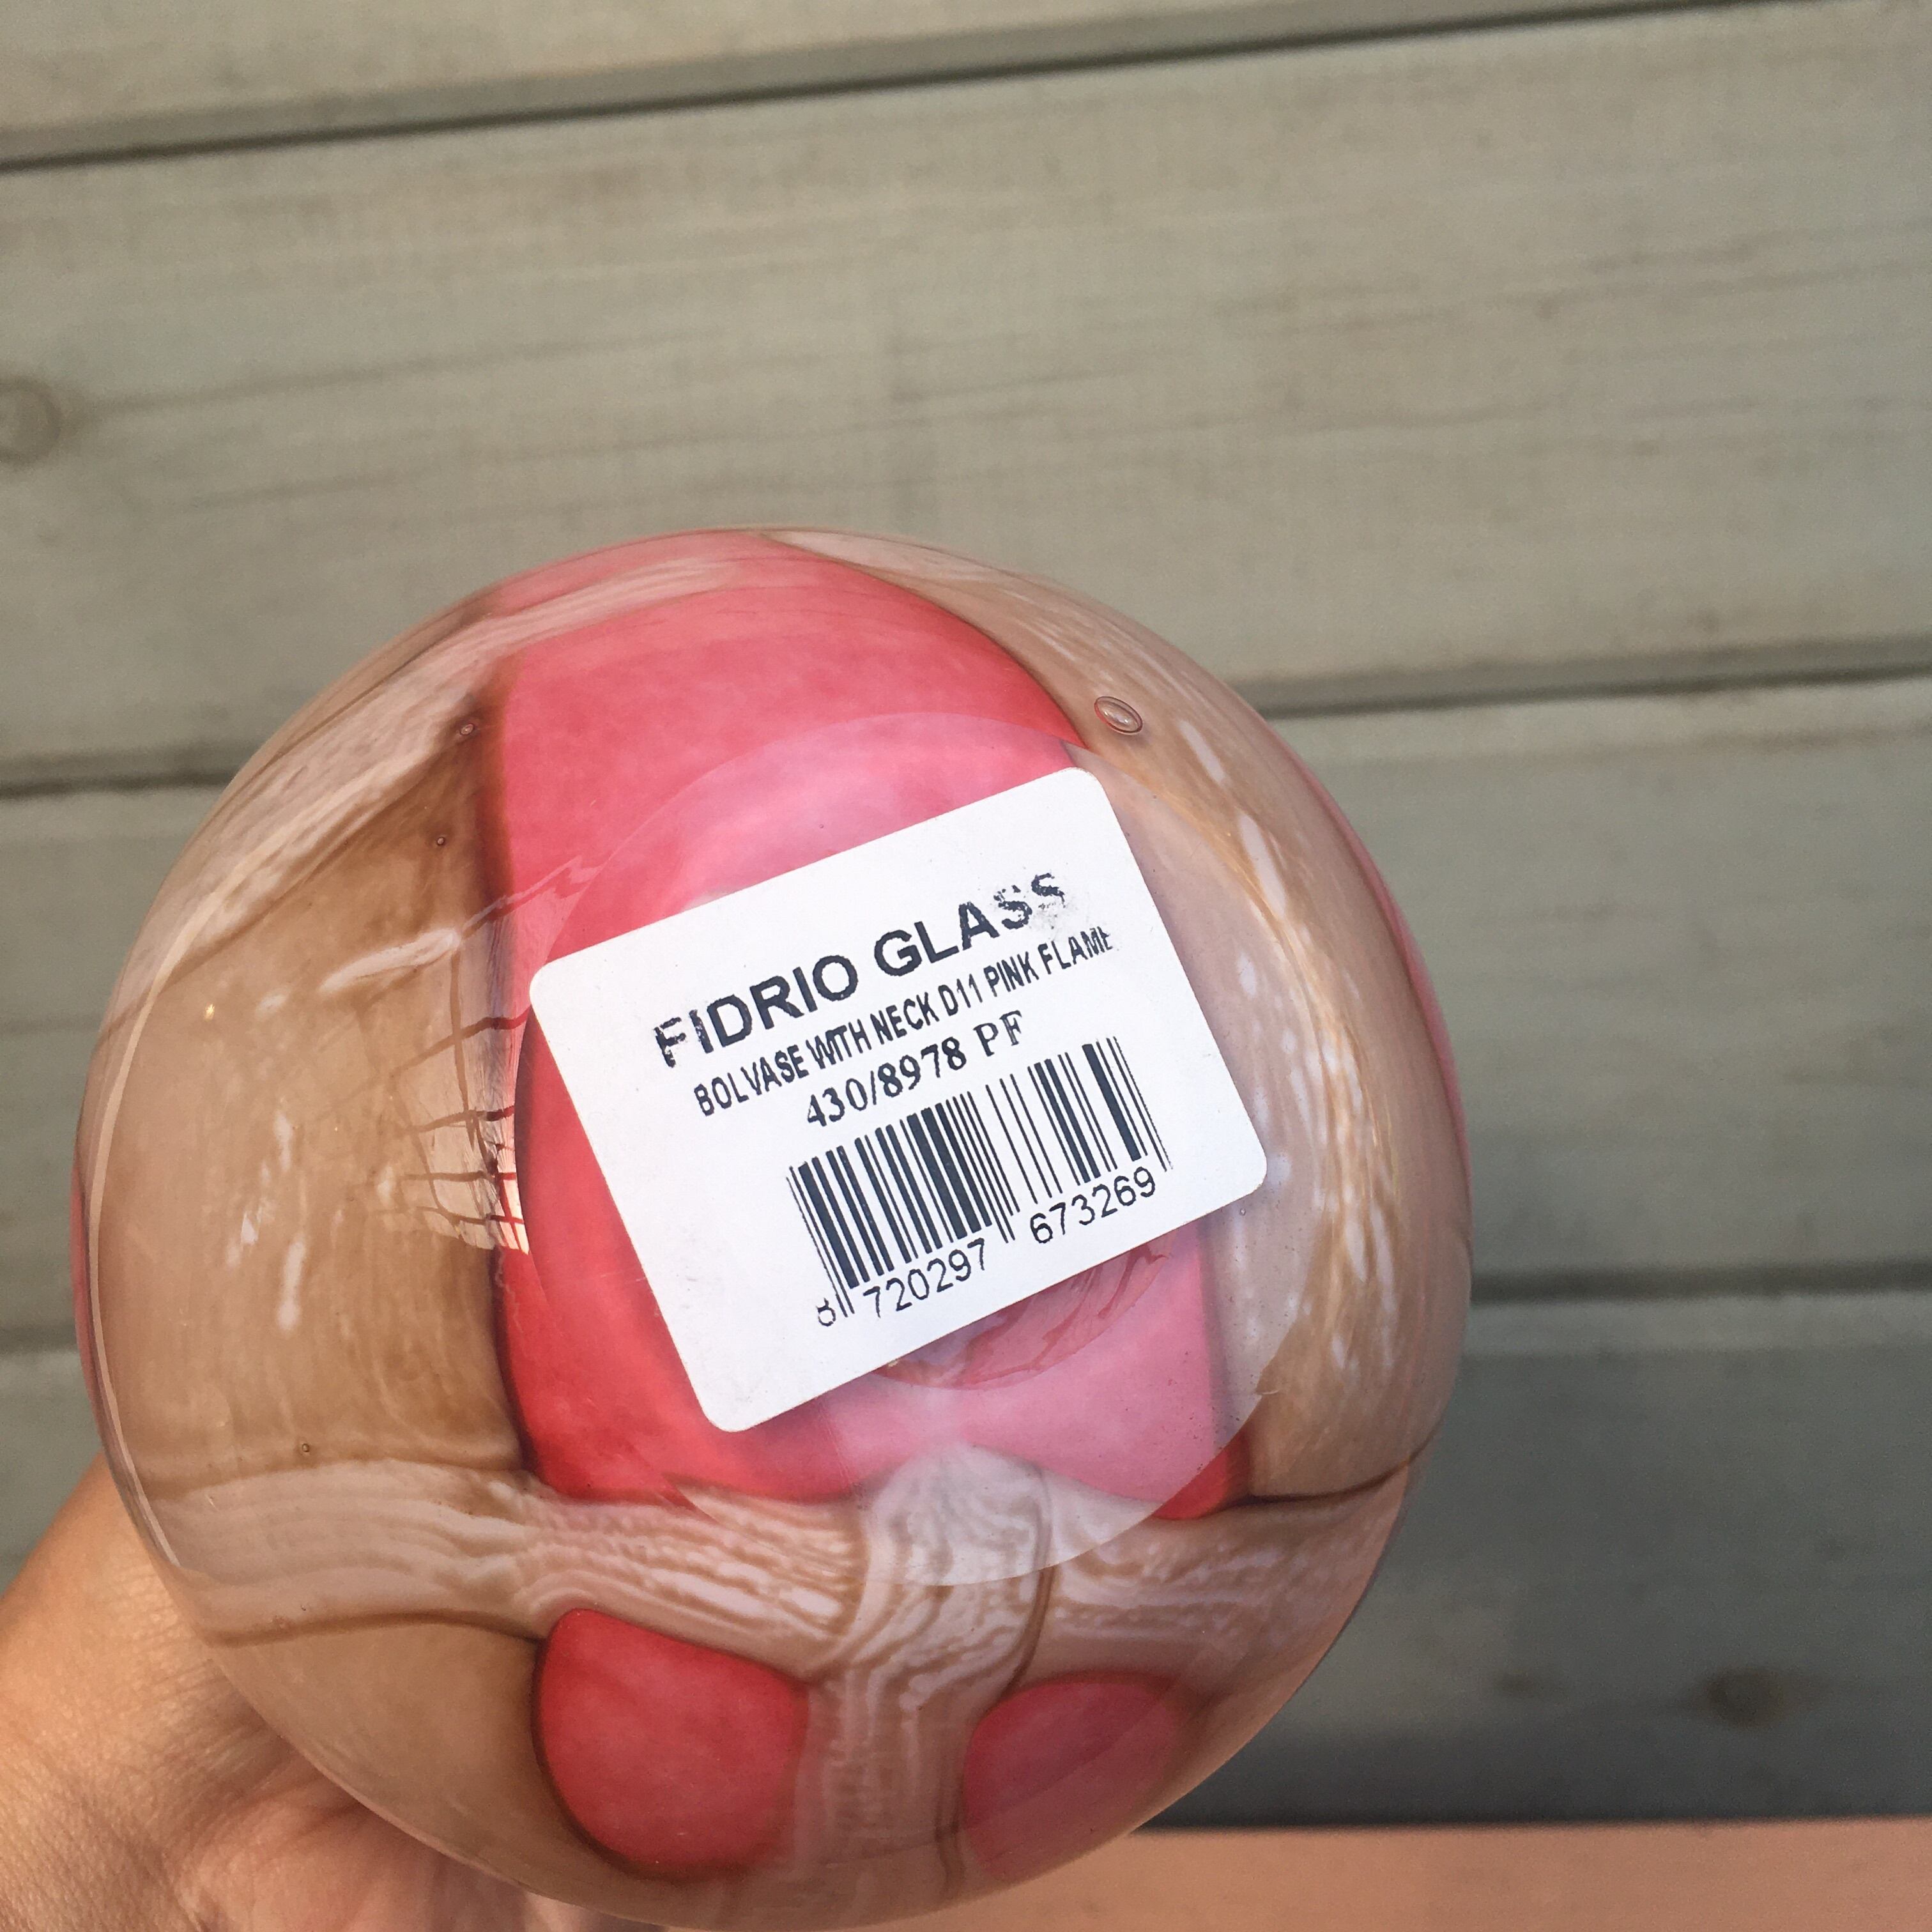 FIDRIO GLASS
BOLVASE WITH NECK D11 PINK FLAME
430/8978 PF
8 720297 673269